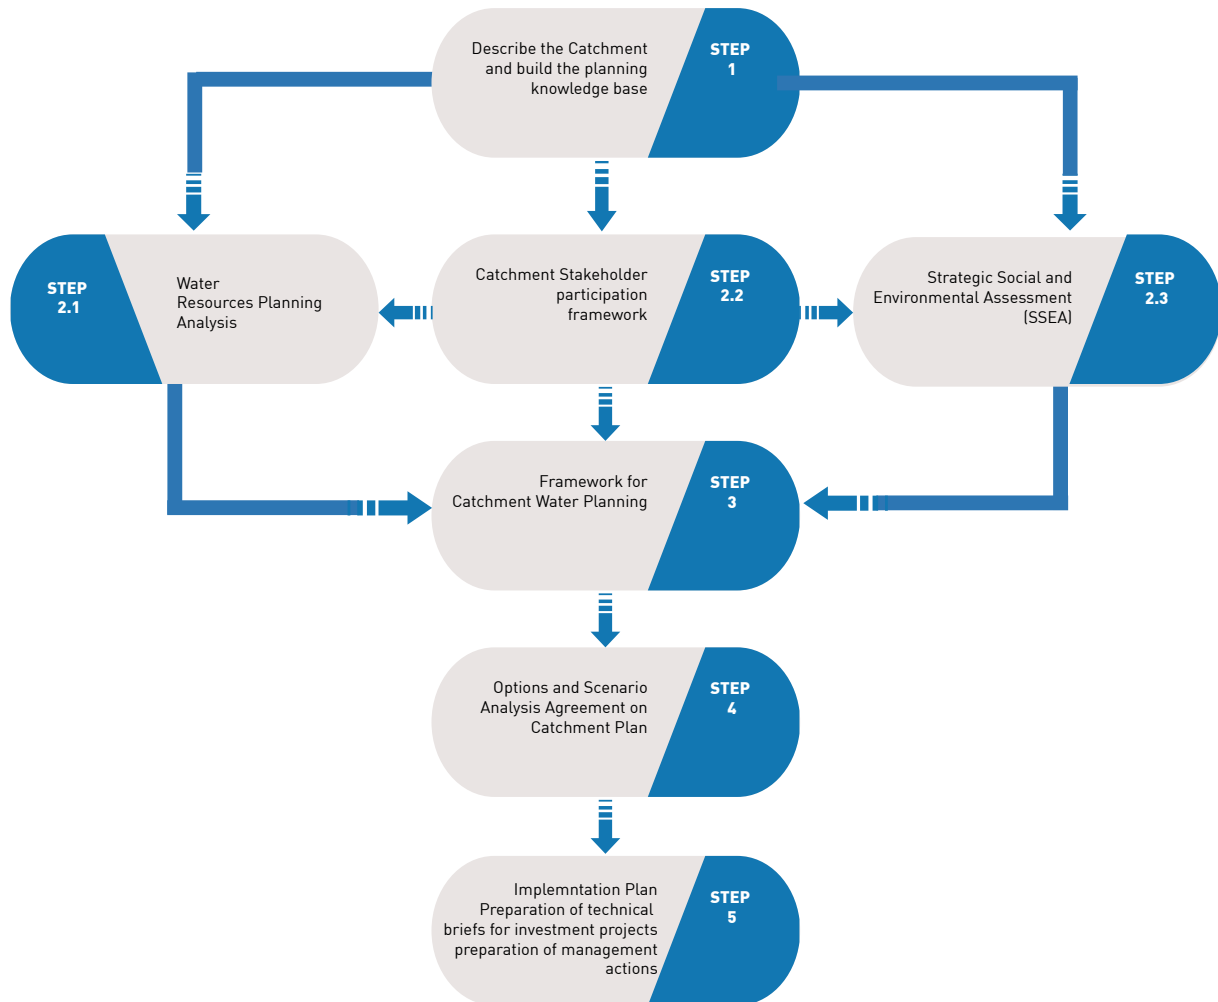 Describe the Catchment
and build the planning
knowledge base
STEP
1
STEP
2.1
Water
Resources Planning
Analysis
Catchment Stakeholder
participation
framework
STEP
2.2
Strategic Social and
Environmental Assessment
(SSEA)
STEP
2.3
Framework for
Catchment Water Planning
STEP
3
Options and Scenario
Analysis Agreement on
Catchment Plan
STEP
4
Implemntation Plan
Preparation of technical
briefs for investment projects
preparation of management
actions
STEP
5